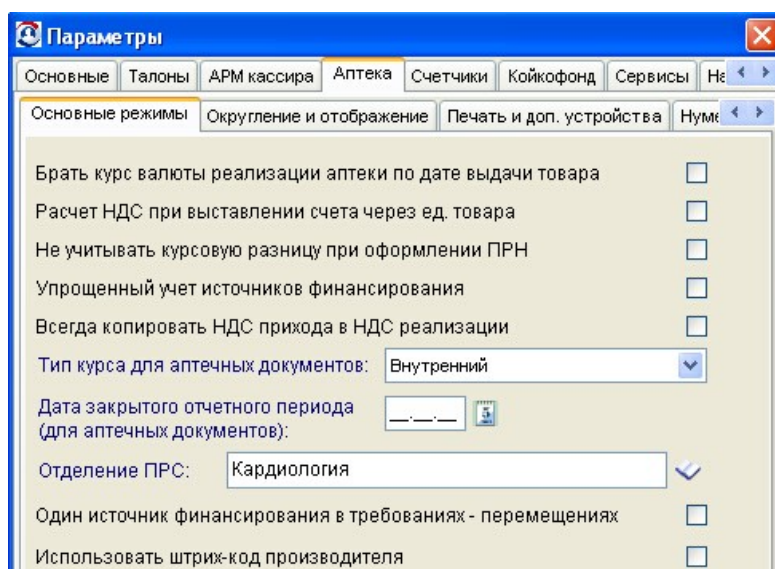 Параметры
Основные Талоны АРМ кассира Аптека Счетчики Койкофонд Сервисы
Основные режимы Округление и отображение Печать и доп. устройства
Брать курс валюты реализации аптеки по дате выдачи товара
Расчет НДС при выставлении счета через ед. товара
Не учитывать курсовую разницу при оформлении ПРН
Упрощенный учет источников финансирования
Всегда копировать НДС прихода в НДС реализации
Тип курса для аптечных документов: Внутренний
Дата закрытого отчетного периода
(для аптечных документов): __.__.__
Отделение ПРС: Кардиология
Один источник финансирования в требованиях - перемещениях
Использовать штрих-код производителя